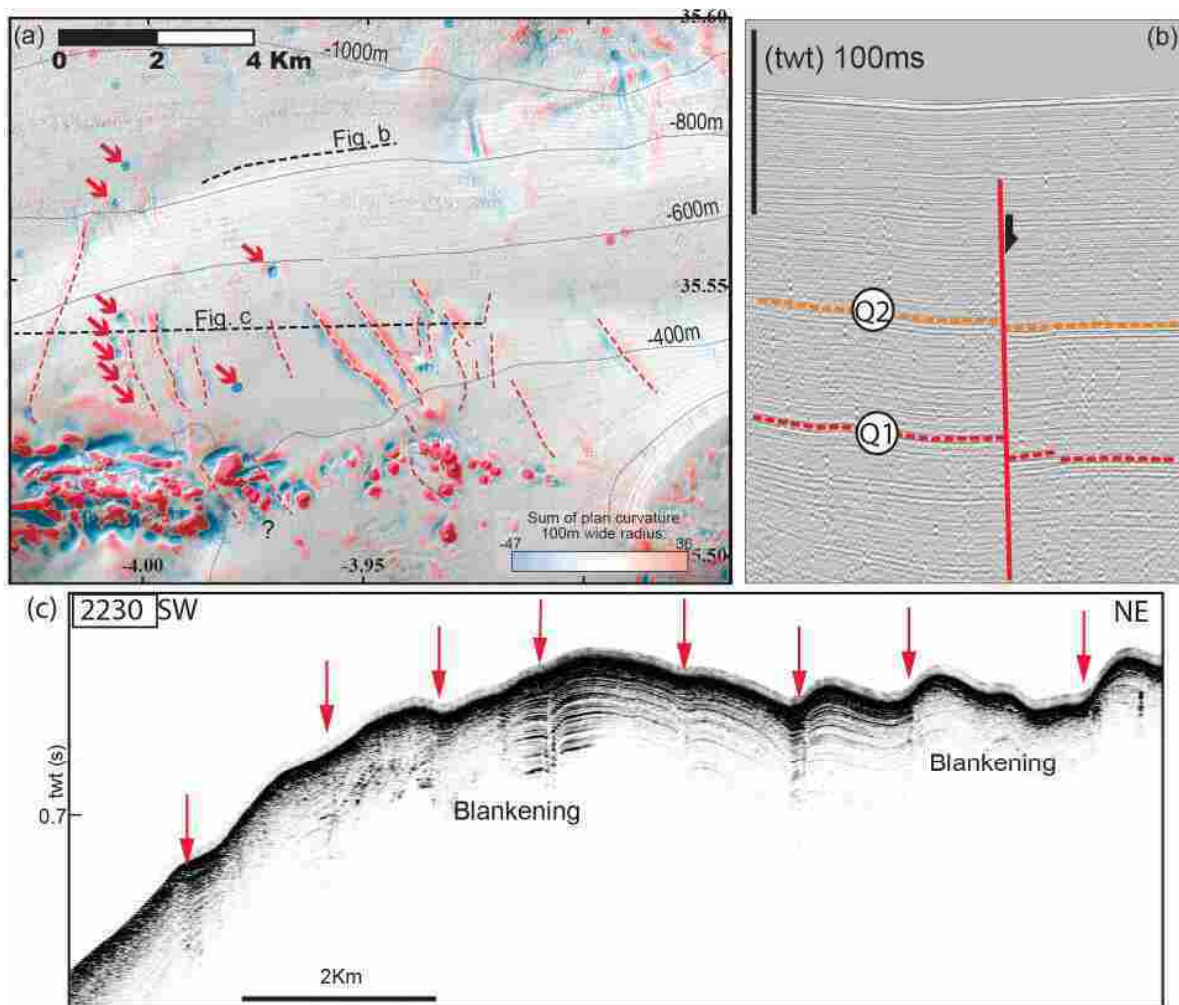 (a)
0 2 4 Km
35.60
-1000m
-800m
Fig. b
-600m
35.55
Fig. c
-400m
?
Sum of plan curvature
100m wide radius
-47 36
5.50
-4.00 -3.95
(b)
(twt) 100ms
Q2
Q1
(c) 2230 SW NE
twt (s)
0.7
Blankening
Blankening
2Km